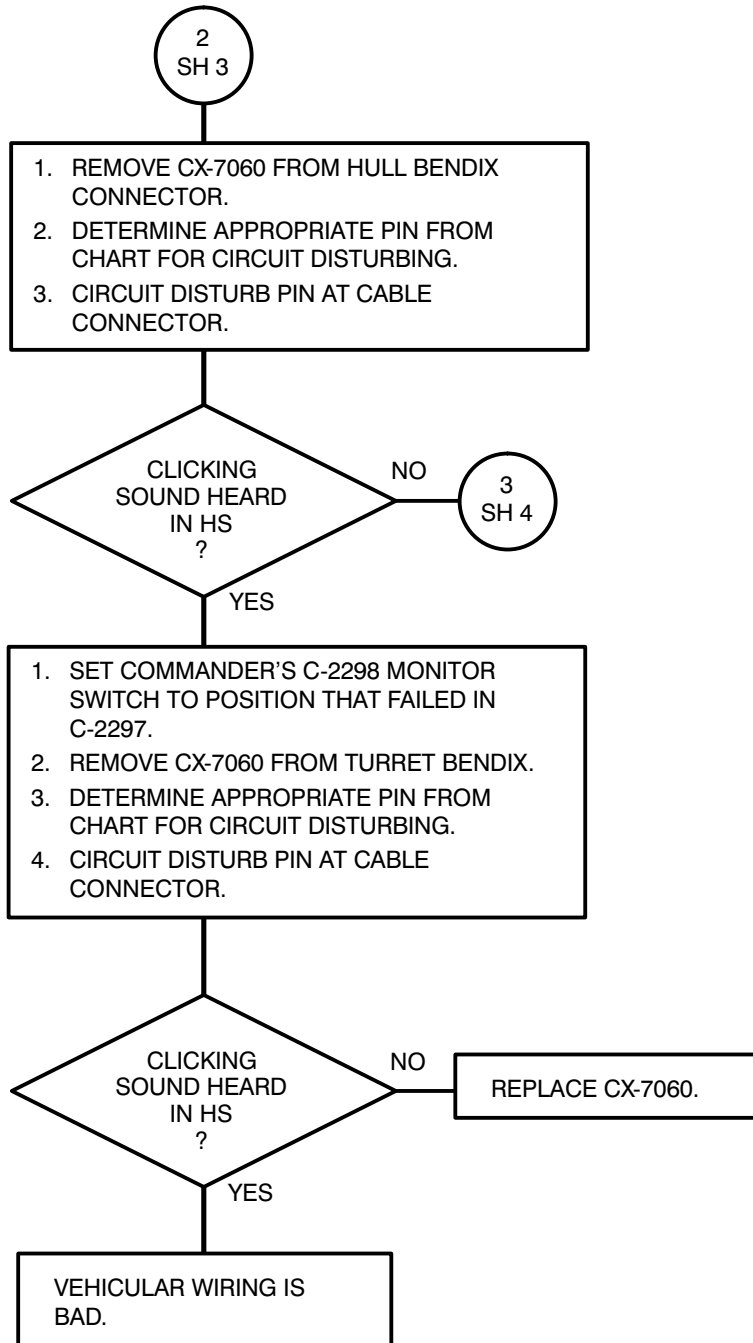 2
SH 3
1. REMOVE CX-7060 FROM HULL BENDIX
CONNECTOR.
2. DETERMINE APPROPRIATE PIN FROM
CHART FOR CIRCUIT DISTURBING.
3. CIRCUIT DISTURB PIN AT CABLE
CONNECTOR.
CLICKING
SOUND HEARD
IN HS
?
NO
3
SH 4
YES
1. SET COMMANDER'S C-2298 MONITOR
SWITCH TO POSITION THAT FAILED IN
C-2297.
2. REMOVE CX-7060 FROM TURRET BENDIX.
3. DETERMINE APPROPRIATE PIN FROM
CHART FOR CIRCUIT DISTURBING.
4. CIRCUIT DISTURB PIN AT CABLE
CONNECTOR.
CLICKING
SOUND HEARD
IN HS
?
NO
REPLACE CX-7060.
YES
VEHICULAR WIRING IS
BAD.